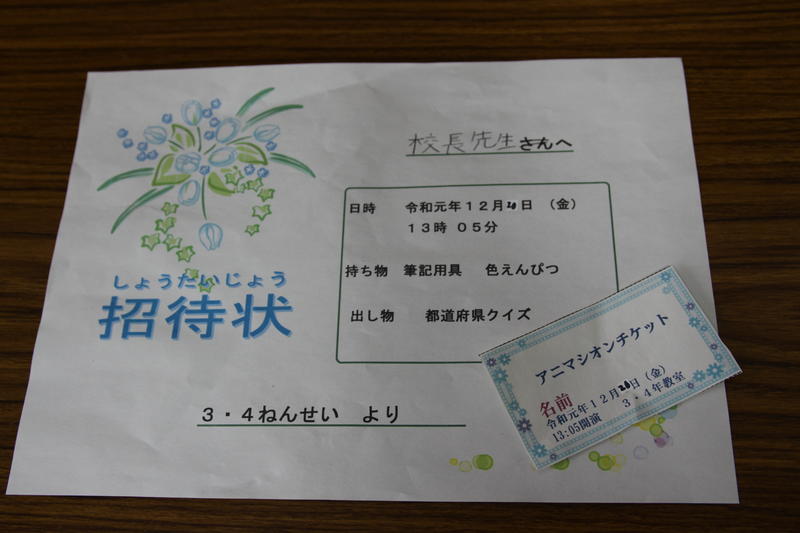 校長先生さんへ
日時 令和元年12月20日 (金)
13時 05分
持ち物 筆記用具 色えんぴつ
出し物 都道府県クイズ
しょうたいじょう
招待状
3・4ねんせい より
アニマシオンチケット
名前
令和元年12月20日(金)
13:05開演 3・4年教室